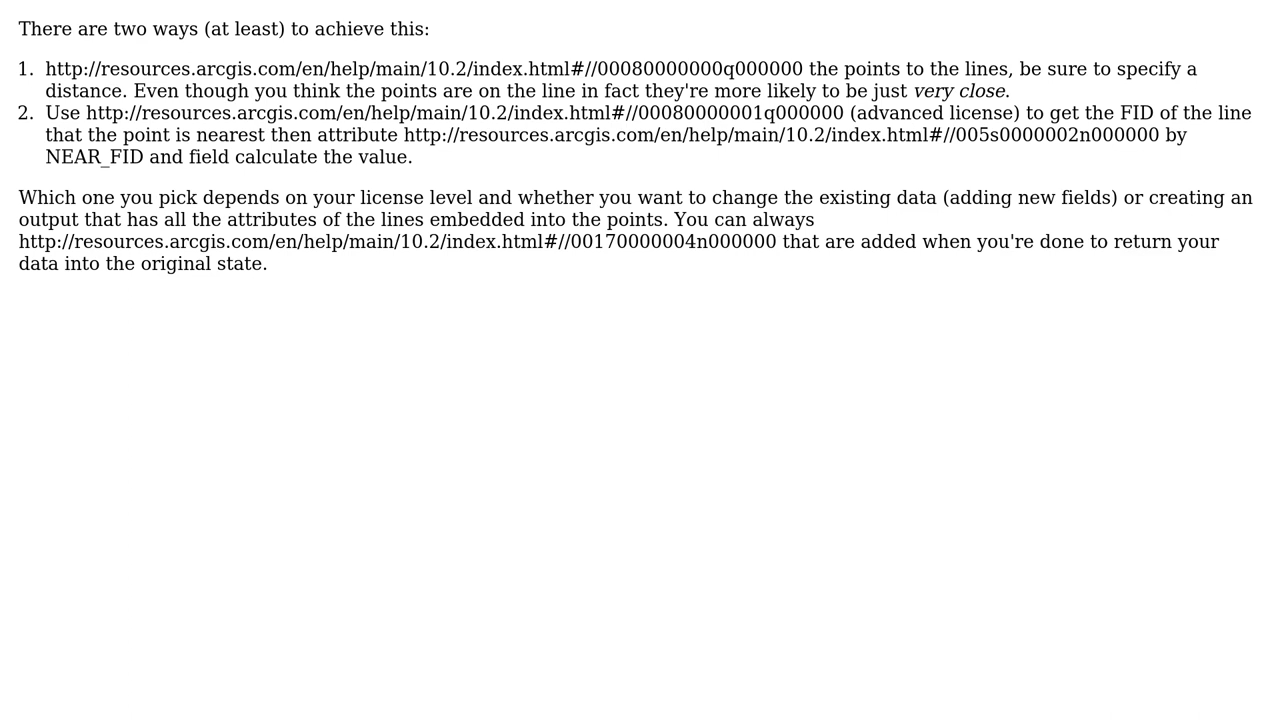 There are two ways (at least) to achieve this:
1. http://resources.arcgis.com/en/help/main/10.2/index.html#//00080000000q000000 the points to the lines, be sure to specify a
distance. Even though you think the points are on the line in fact they're more likely to be just very close.
2. Use http://resources.arcgis.com/en/help/main/10.2/index.html#//00080000001q000000 (advanced license) to get the FID of the line
that the point is nearest then attribute http://resources.arcgis.com/en/help/main/10.2/index.html#//005s0000002n000000 by
NEAR_FID and field calculate the value.
Which one you pick depends on your license level and whether you want to change the existing data (adding new fields) or creating an
output that has all the attributes of the lines embedded into the points. You can always
http://resources.arcgis.com/en/help/main/10.2/index.html#//00170000004n000000 that are added when you're done to return your
data into the original state.